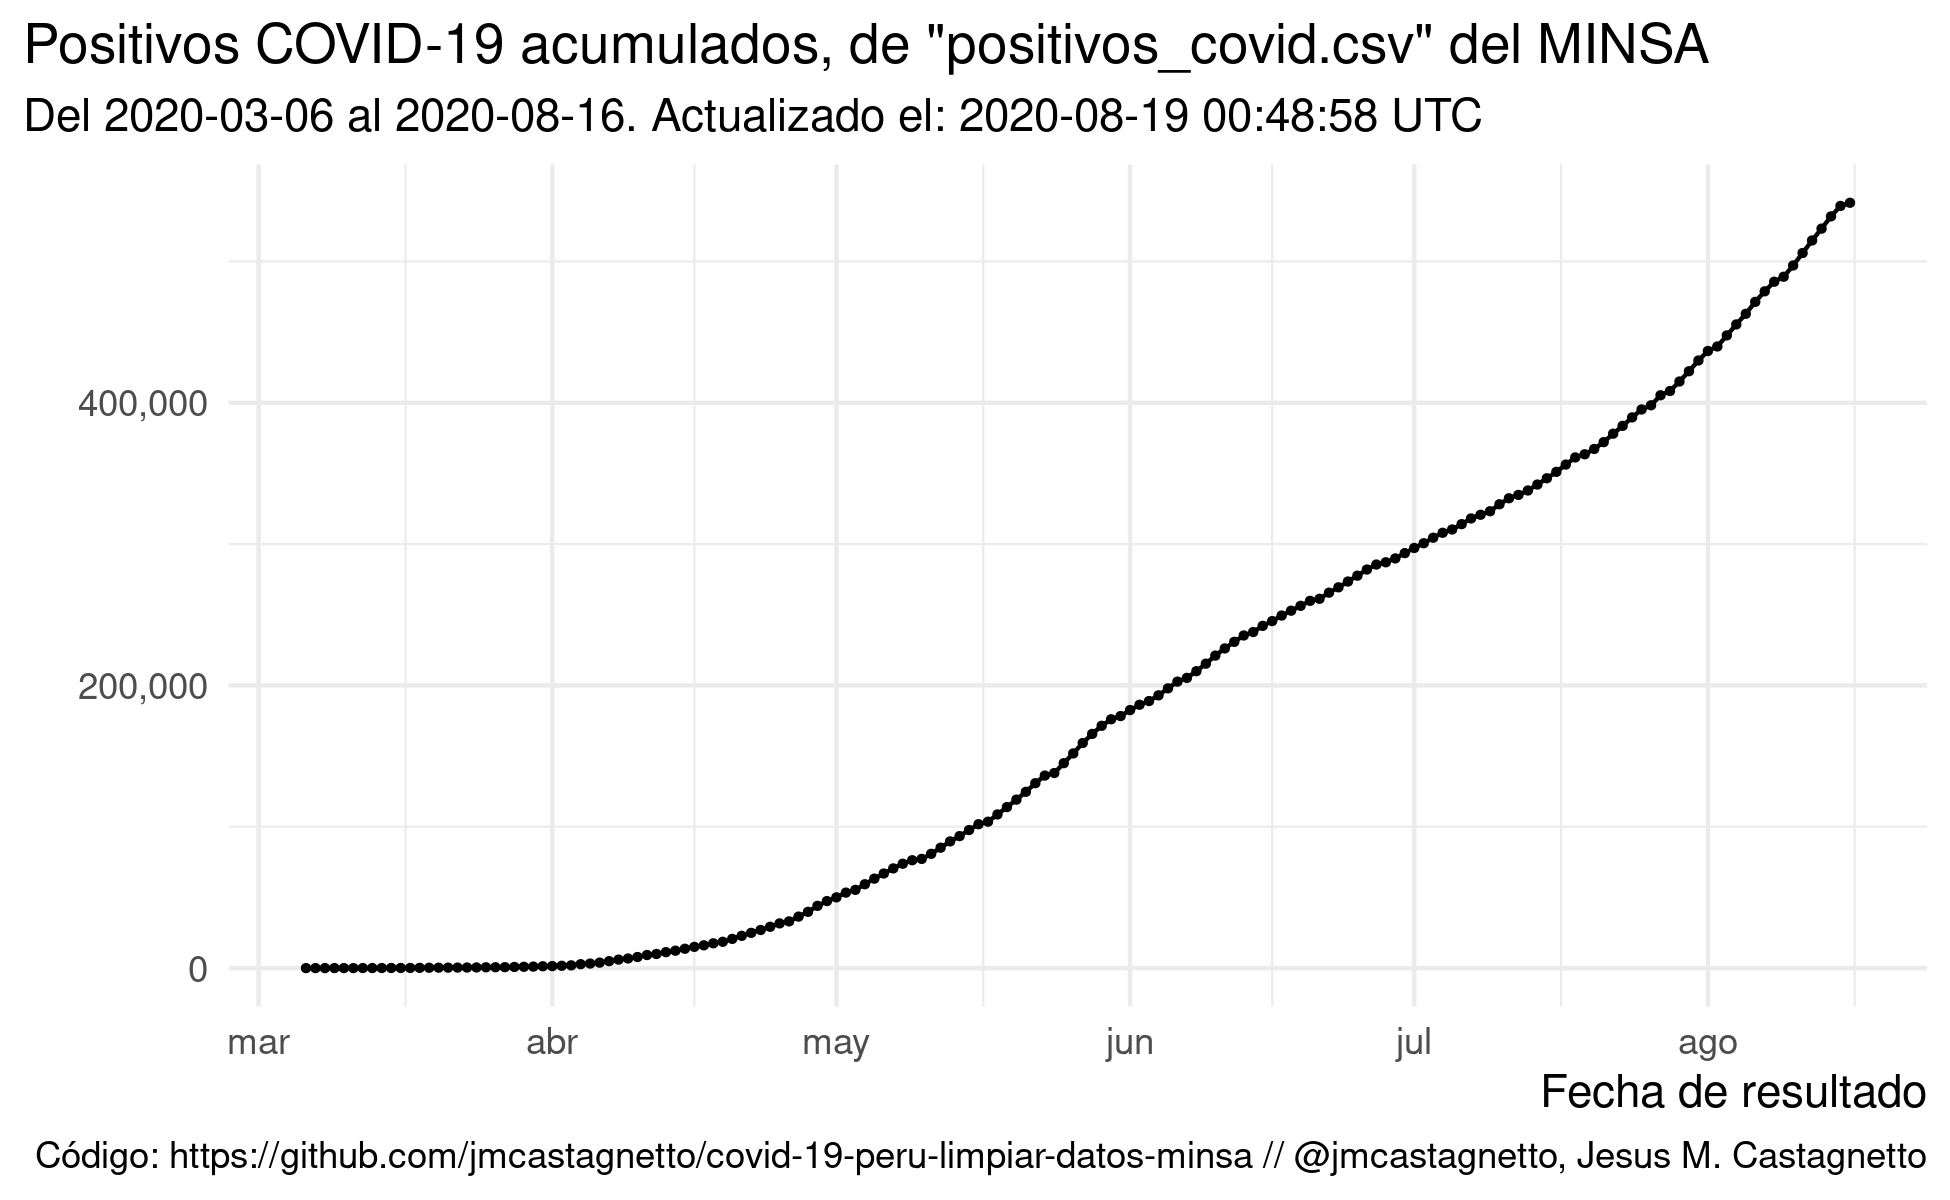 Positivos COVID-19 acumulados, de "positivos_covid.csv" del MINSA
Del 2020-03-06 al 2020-08-16. Actualizado el: 2020-08-19 00:48:58 UTC
400,000
200,000
0
mar abr may jun jul ago
Fecha de resultado
Código: https://github.com/jmcastagnetto/covid-19-peru-limpiar-datos-minsa // @jmcastagnetto, Jesus M. Castagnetto